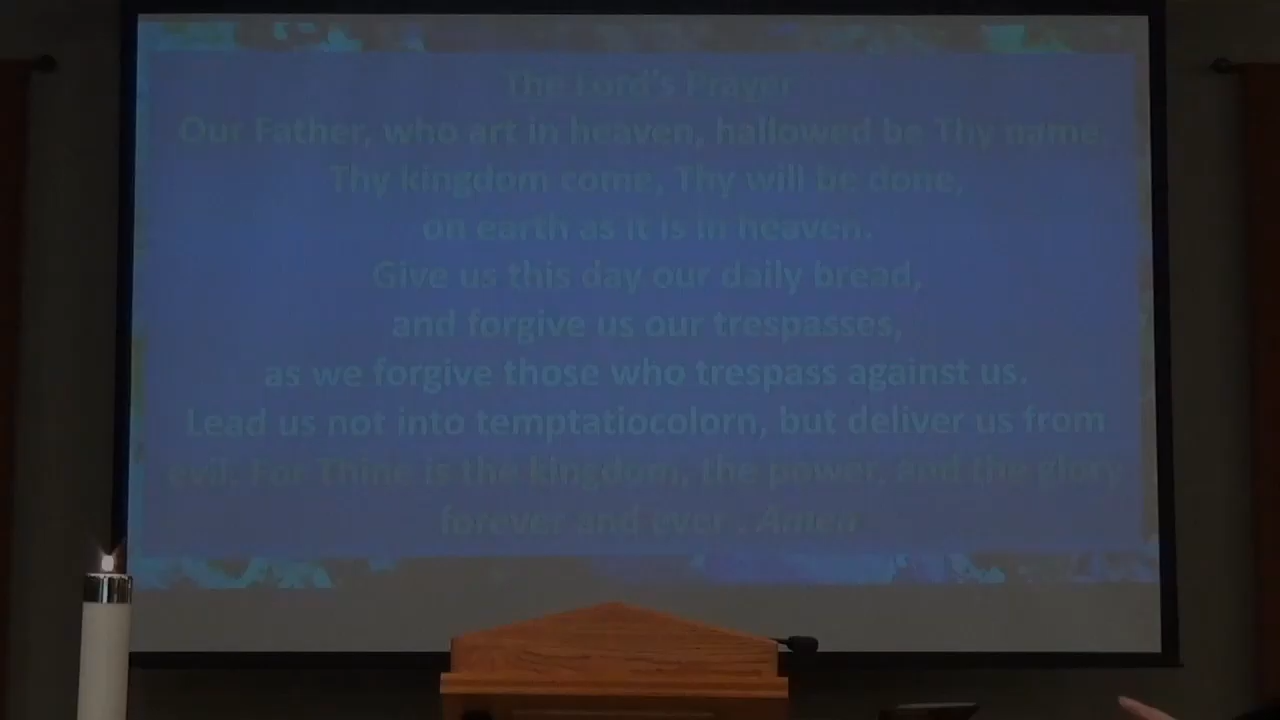 The Lord's Prayer
Our Father, who art in heaven, hallowed be Thy name,
Thy kingdom come, Thy will be done,
on earth as it is in heaven.
Give us this day our daily bread,
and forgive us our trespasses,
as we forgive those who trespass against us.
Lead us not into temptatiocolorn, but deliver us from
evil. For Thine is the kingdom, the power, and the glory
forever and ever . Amen